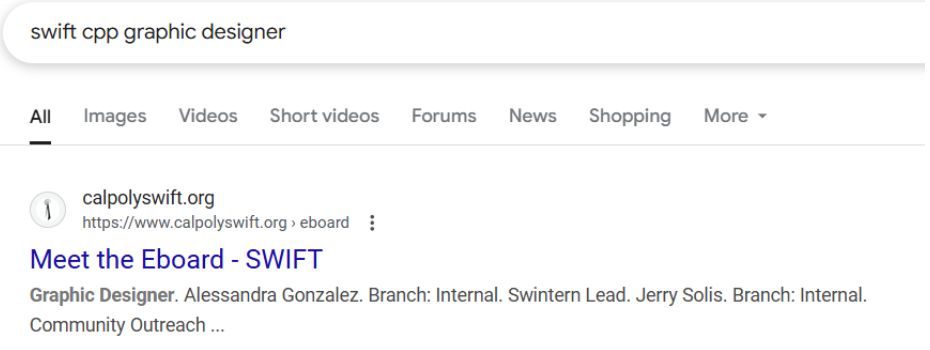 swift cpp graphic designer
All Images Videos Short videos Forums News Shopping More
calpolyswift.org
https://www.calpolyswift.org › eboard
Meet the Eboard - SWIFT
Graphic Designer. Alessandra Gonzalez. Branch: Internal. Swintern Lead. Jerry Solis. Branch: Internal.
Community Outreach ...